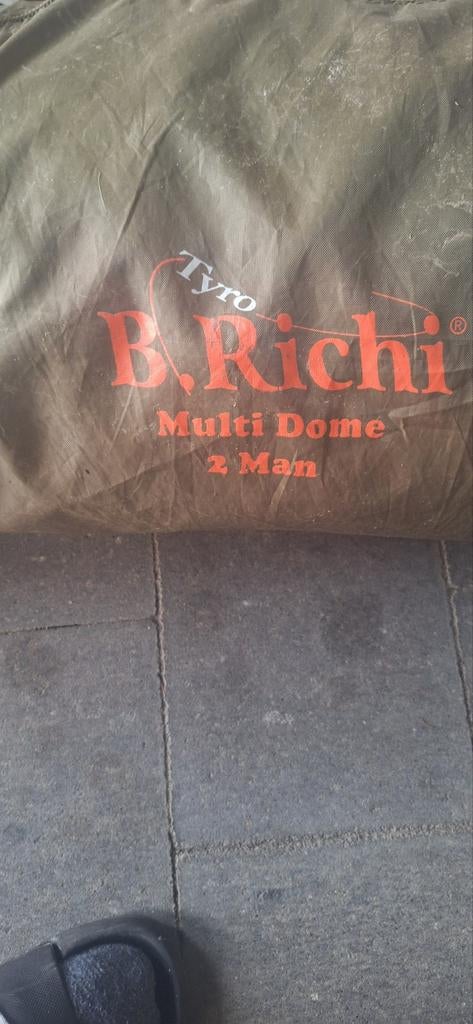 Tyro
B.Richi®
Multi Dome
2 Man